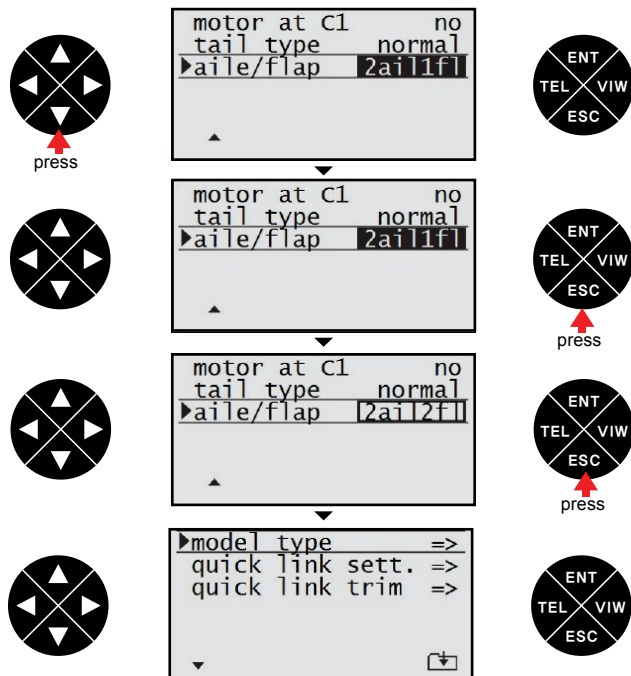 motor at C1 no
tail type normal
aile/flap 2ail1fl
ENT
TEL VIW
ESC
press
motor at C1 no
tail type normal
aile/flap 2ail1fl
ENT
TEL VIW
ESC
press
motor at C1 no
tail type normal
aile/flap 2ail2fl
ENT
TEL VIW
ESC
press
model type =>
quick link sett. =>
quick link trim =>
ENT
TEL VIW
ESC